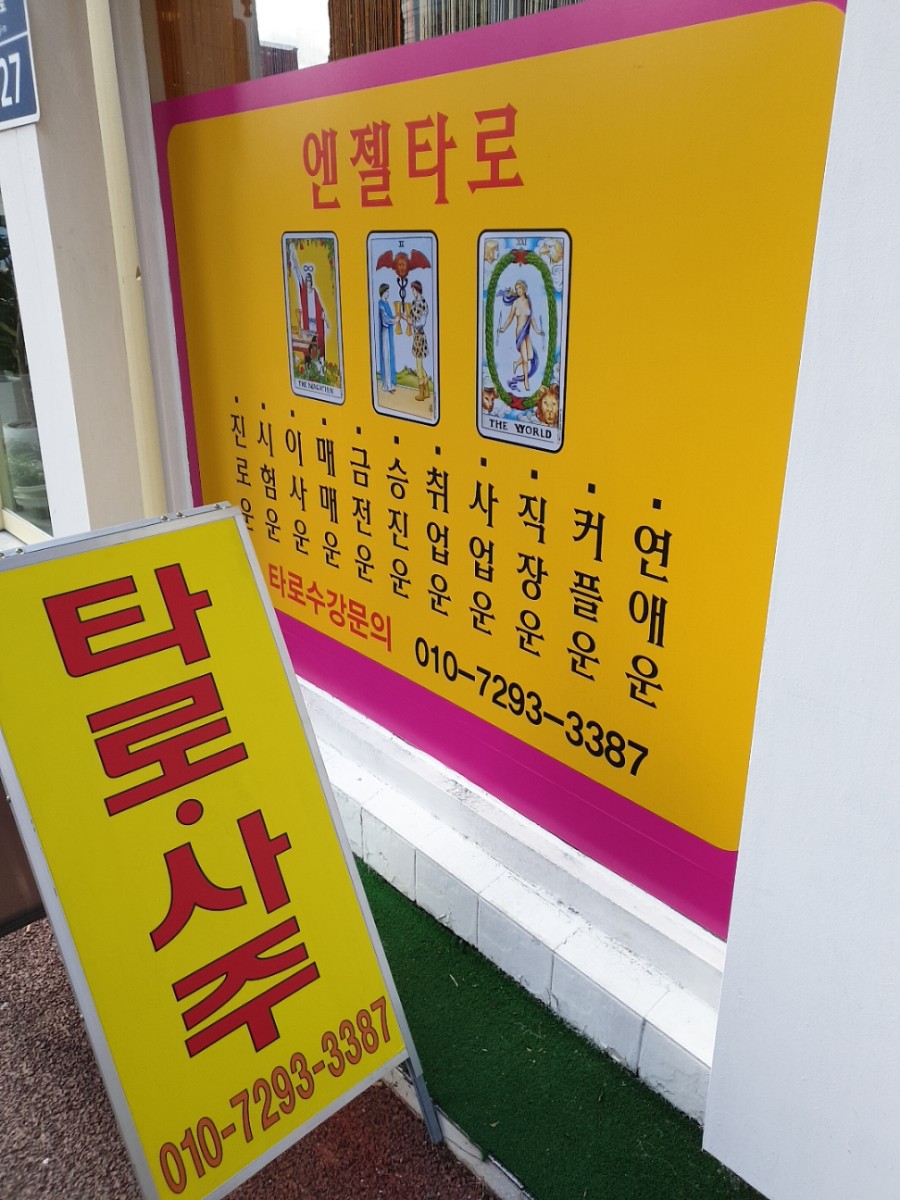 27
엔젤타로
THE MAGICIAN
II
XXI
THE WORLD
·진로운
·시험운
·이사운
·매매운
·금전운
·승진운
·취업운
·사업운
·직장운
·커플운
·연애운
타로수강문의
010-7293-3387
타로·사주
010-7293-3387